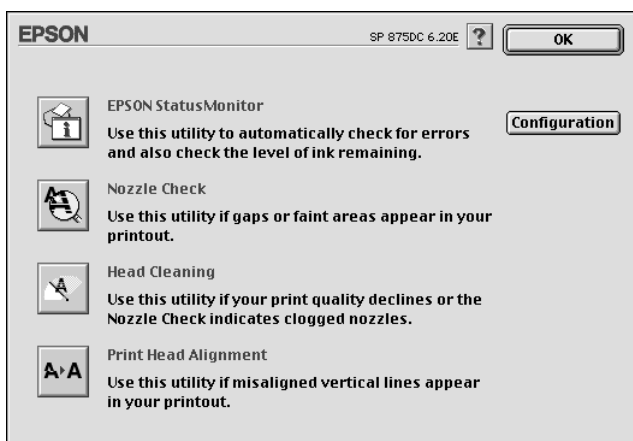 EPSON
SP 875DC 6.20E ? OK
EPSON StatusMonitor
Use this utility to automatically check for errors
and also check the level of ink remaining.
Configuration
Nozzle Check
Use this utility if gaps or faint areas appear in your
printout.
Head Cleaning
Use this utility if your print quality declines or the
Nozzle Check indicates clogged nozzles.
A A
Print Head Alignment
Use this utility if misaligned vertical lines appear
in your printout.